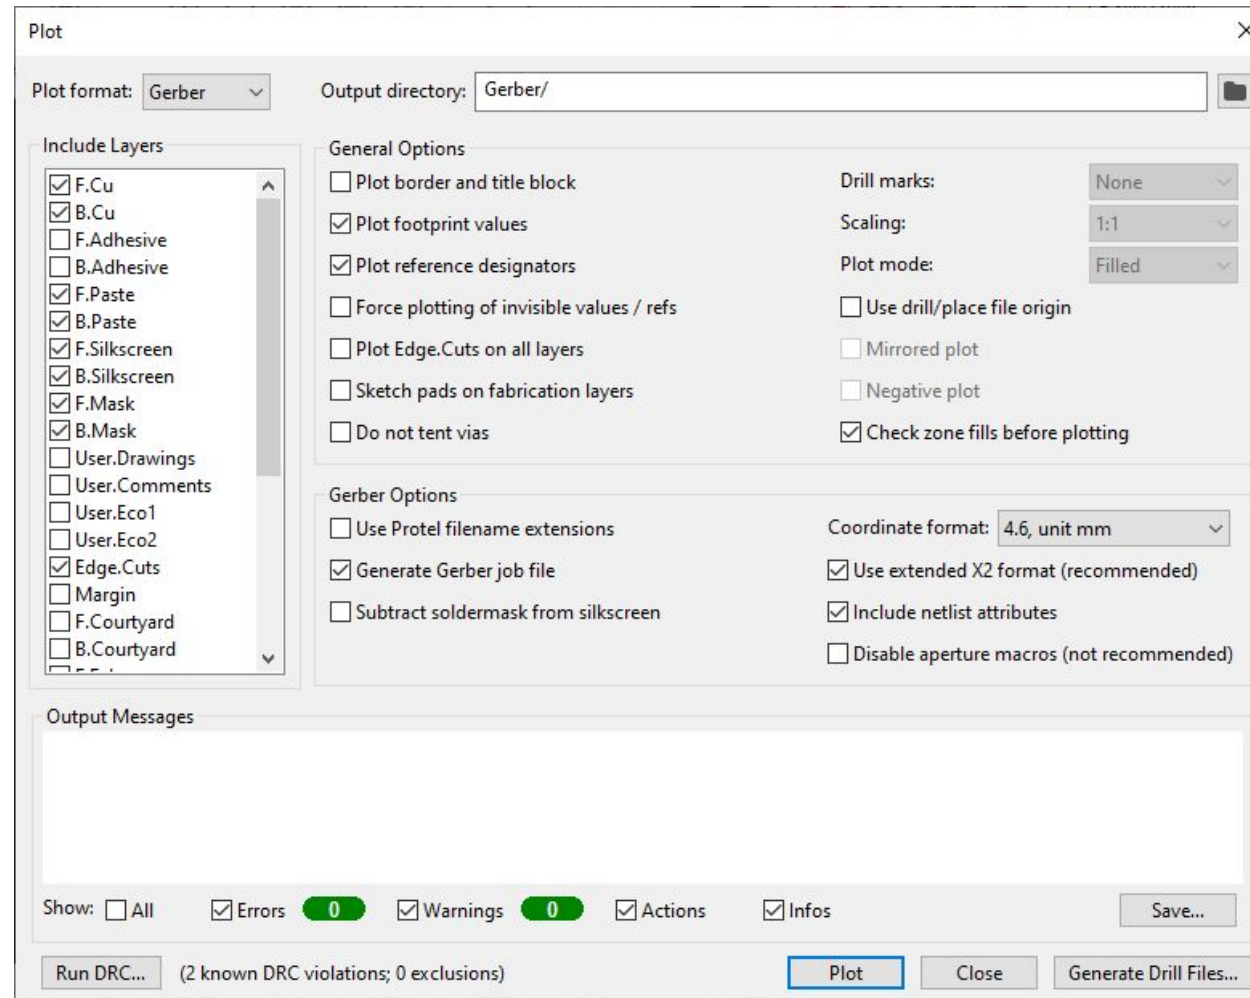 Plot
Plot format: Gerber
Output directory: Gerber/
Include Layers
F.Cu
B.Cu
F.Adhesive
B.Adhesive
F.Paste
B.Paste
F.Silkscreen
B.Silkscreen
F.Mask
B.Mask
User.Drawings
User.Comments
User.Eco1
User.Eco2
Edge.Cuts
Margin
F.Courtyard
B.Courtyard
General Options
Plot border and title block
Plot footprint values
Plot reference designators
Force plotting of invisible values / refs
Plot Edge.Cuts on all layers
Sketch pads on fabrication layers
Do not tent vias
Drill marks: None
Scaling: 1:1
Plot mode: Filled
Use drill/place file origin
Mirrored plot
Negative plot
Check zone fills before plotting
Gerber Options
Use Protel filename extensions
Generate Gerber job file
Subtract soldermask from silkscreen
Coordinate format: 4.6, unit mm
Use extended X2 format (recommended)
Include netlist attributes
Disable aperture macros (not recommended)
Output Messages
Show: All Errors 0 Warnings 0 Actions Infos Save...
Run DRC... (2 known DRC violations; 0 exclusions) Plot Close Generate Drill Files...